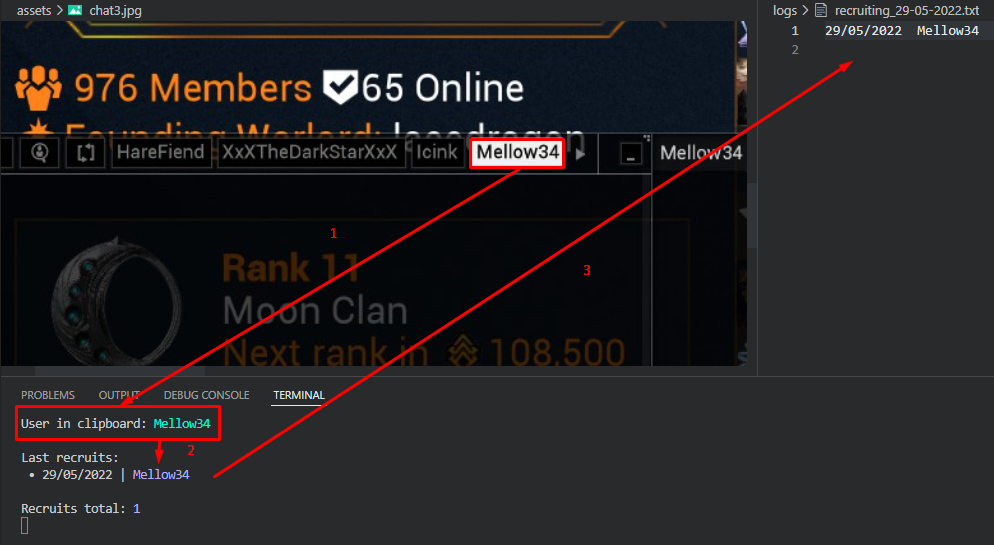 assets > chat3.jpg
976 Members 65 Online
Founding Warlord: lacedragon
HareFiend XxXTheDarkStarXxX Icink Mellow34
Mellow34
1
Rank 11
Moon Clan
Next rank in 108,500
3
logs > recruiting_29-05-2022.txt
1 29/05/2022 Mellow34
2
PROBLEMS OUTPUT DEBUG CONSOLE TERMINAL
User in clipboard: Mellow34
2
Last recruits:
• 29/05/2022 | Mellow34
Recruits total: 1